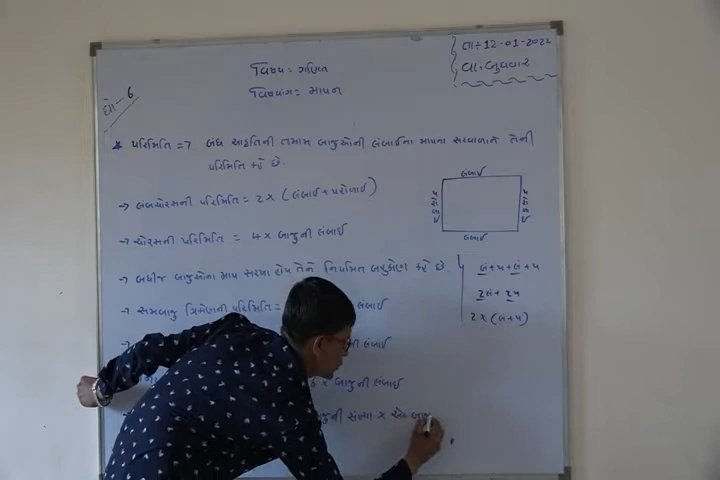 તા÷12-01-2022
વા-બુધવાર
વિષય: ગણિત
વિષયાંગ:- માપન
ધો-6
* પરિમિતિ => બંધ આકૃતિની તમામ બાજુઓની લંબાઈના માપના સરવાળાને તેની
પરિમિતિ કહે છે.
→ લંબચોરસની પરિમિતિ = 2 x (લંબાઈ + પહોળાઈ)
→ ચોરસની પરિમિતિ = 4 x બાજુની લંબાઈ
→ બધીજ બાજુઓના માપ સરખા હોય તેને નિયમિત બહુકોણ કહે છે.
→ સમબાજુ ત્રિકોણની પરિમિતિ = લંબાઈ
લંબાઈ
x બાજુની લંબાઈ
બાજુની સંખ્યા x એક બાજુ
લંબાઈ
પહોળાઈ
પહોળાઈ
લંબાઈ
લં+પ+લં+પ
2લં+2પ
2x(લં+પ)